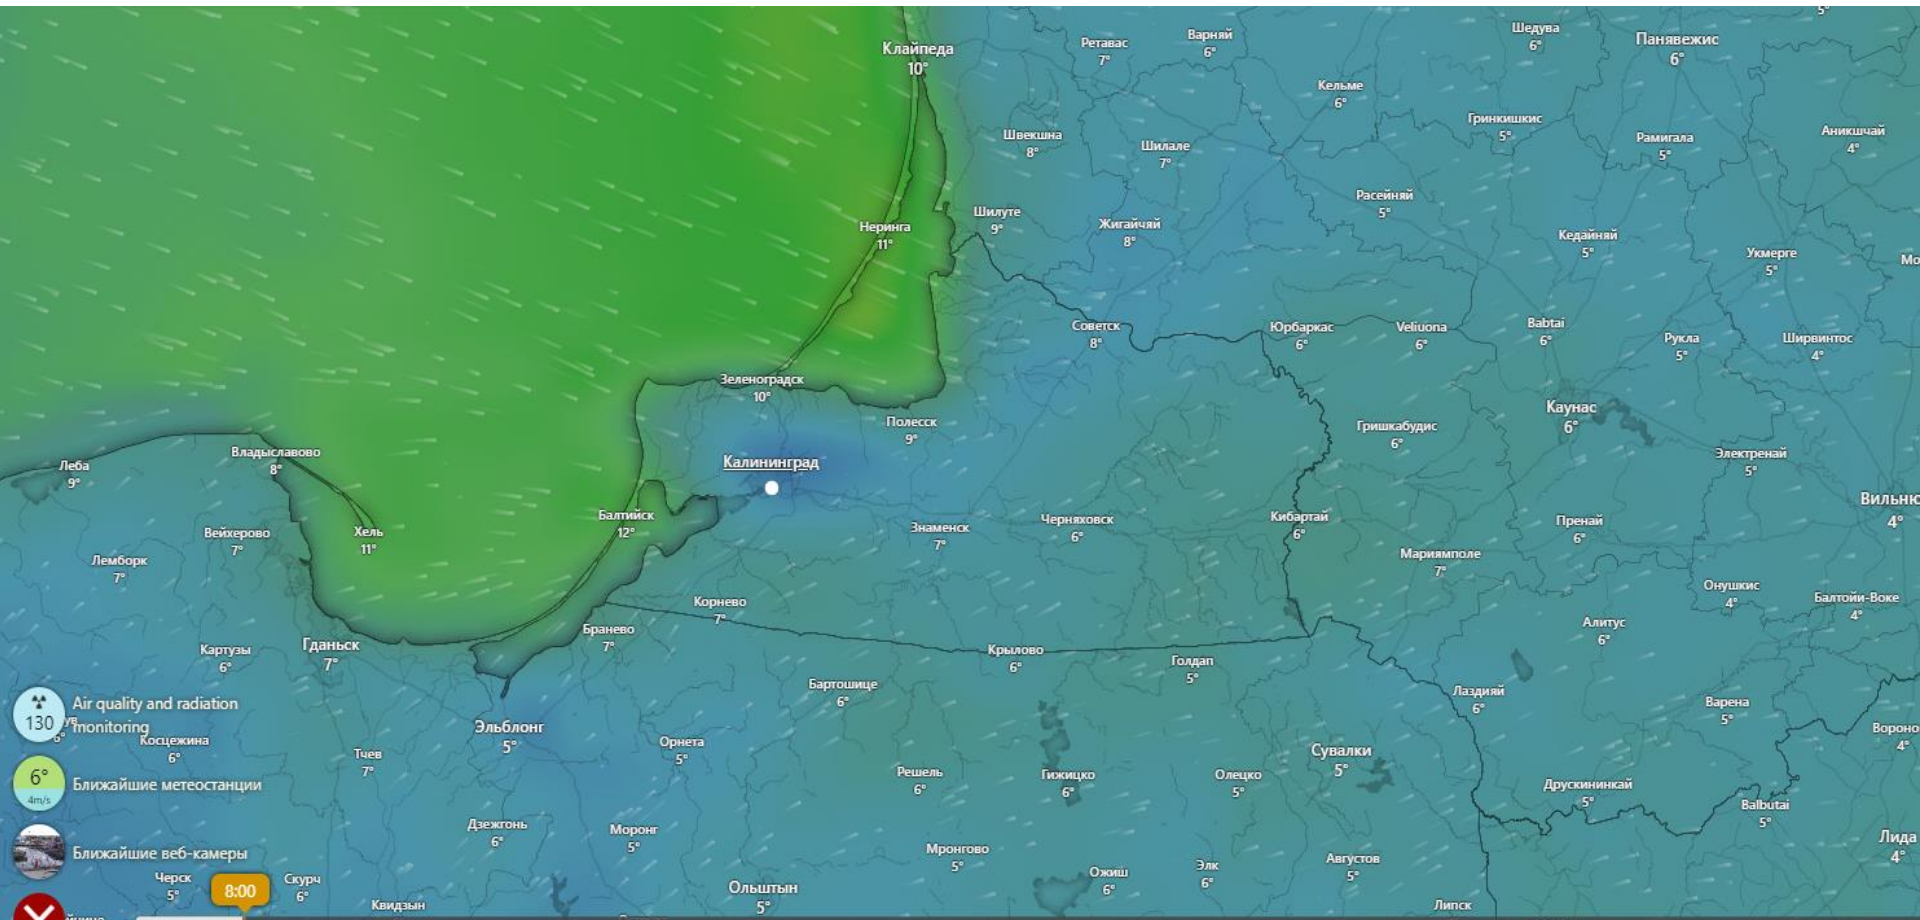 5°
Клайпеда
10°
Ретавас
7°
Варняй
6°
Шедува
6°
Панявежис
6°
Кельме
6°
Гринкишкис
5°
Швекшна
8°
Шилале
7°
Рамигала
5°
Аникшчай
4°
Расейняй
5°
Неринга
11°
Шилуте
9°
Жигайчяй
8°
Кедайняй
5°
Укмерге
5°
Мо
Советск
8°
Юрбаркас
6°
Veliuona
6°
Babtai
6°
Рукла
5°
Ширвинтос
4°
Зеленоградск
10°
Полесск
9°
Гришкабудис
6°
Каунас
6°
Леба
9°
Владыславово
8°
Калининград
Электренай
5°
Вильню
4°
Вейхерово
7°
Хель
11°
Балтийск
12°
Знаменск
7°
Черняховск
6°
Кибартай
6°
Пренай
6°
Лемборк
7°
Мариямполе
7°
Корнево
7°
Онушкис
4°
Балтойи-Воке
4°
Картузы
6°
Гданьск
7°
Бранево
7°
Крылово
6°
Голдап
5°
Алитус
6°
Бартошице
6°
Лаздияй
6°
Варена
5°
130
Air quality and radiation
monitoring
6°
Косцежина
6°
Тчев
7°
Эльблонг
5°
Орнета
5°
Сувалки
5°
Вороно
4°
6°
4m/s
Ближайшие метеостанции
Решель
6°
Гижицко
6°
Олецко
5°
Друскининкай
5°
Balbutai
5°
Дзежгонь
6°
Моронг
5°
Мронгово
5°
Лида
4°
Ближайшие веб-камеры
Ожиш
6°
Элк
6°
Августов
5°
Черск
5°
8:00
Скурч
6°
Квидзын
Ольштын
5°
Липск